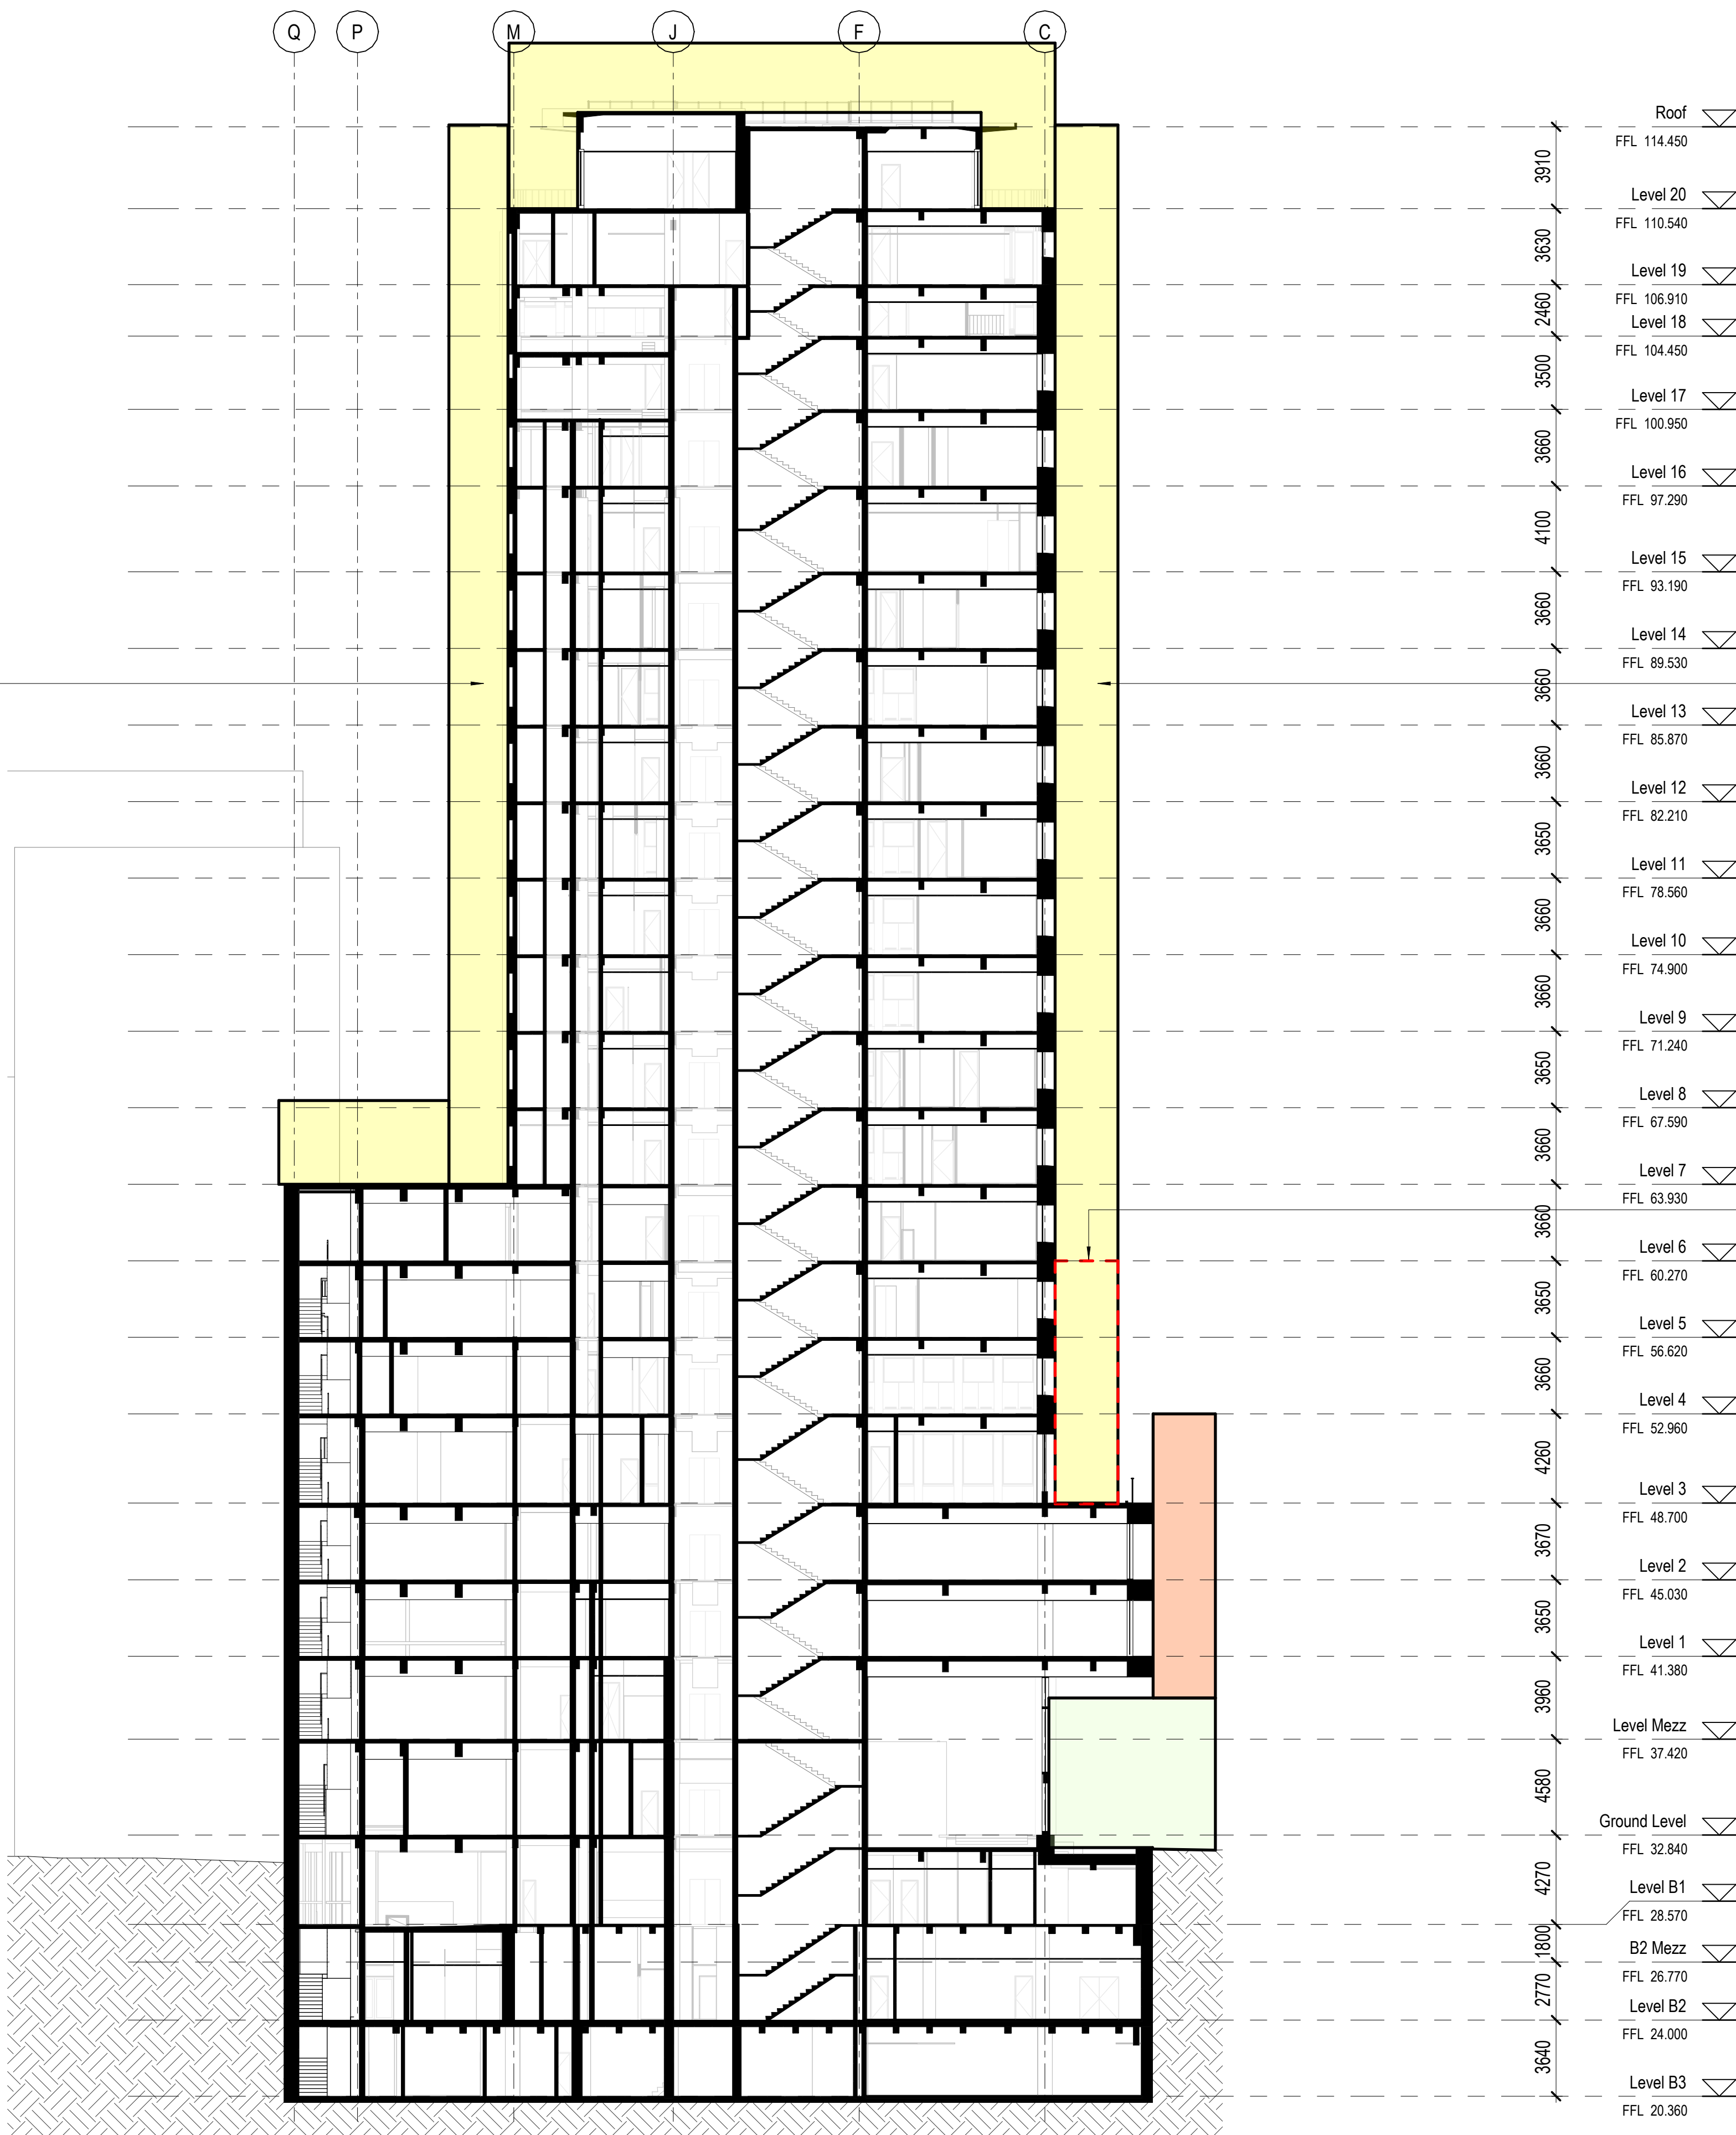 Q P M J F C
Roof
FFL 114.450
3910
Level 20
FFL 110.540
3630
Level 19
FFL 106.910
2460
Level 18
FFL 104.450
3500
Level 17
FFL 100.950
3660
Level 16
FFL 97.290
4100
Level 15
FFL 93.190
3660
Level 14
FFL 89.530
3660
Level 13
FFL 85.870
3660
Level 12
FFL 82.210
3650
Level 11
FFL 78.560
3660
Level 10
FFL 74.900
3660
Level 9
FFL 71.240
3650
Level 8
FFL 67.590
3660
Level 7
FFL 63.930
3660
Level 6
FFL 60.270
3650
Level 5
FFL 56.620
3660
Level 4
FFL 52.960
4260
Level 3
FFL 48.700
3670
Level 2
FFL 45.030
3650
Level 1
FFL 41.380
3960
Level Mezz
FFL 37.420
4580
Ground Level
FFL 32.840
4270
Level B1
FFL 28.570
1800
B2 Mezz
FFL 26.770
2770
Level B2
FFL 24.000
3640
Level B3
FFL 20.360